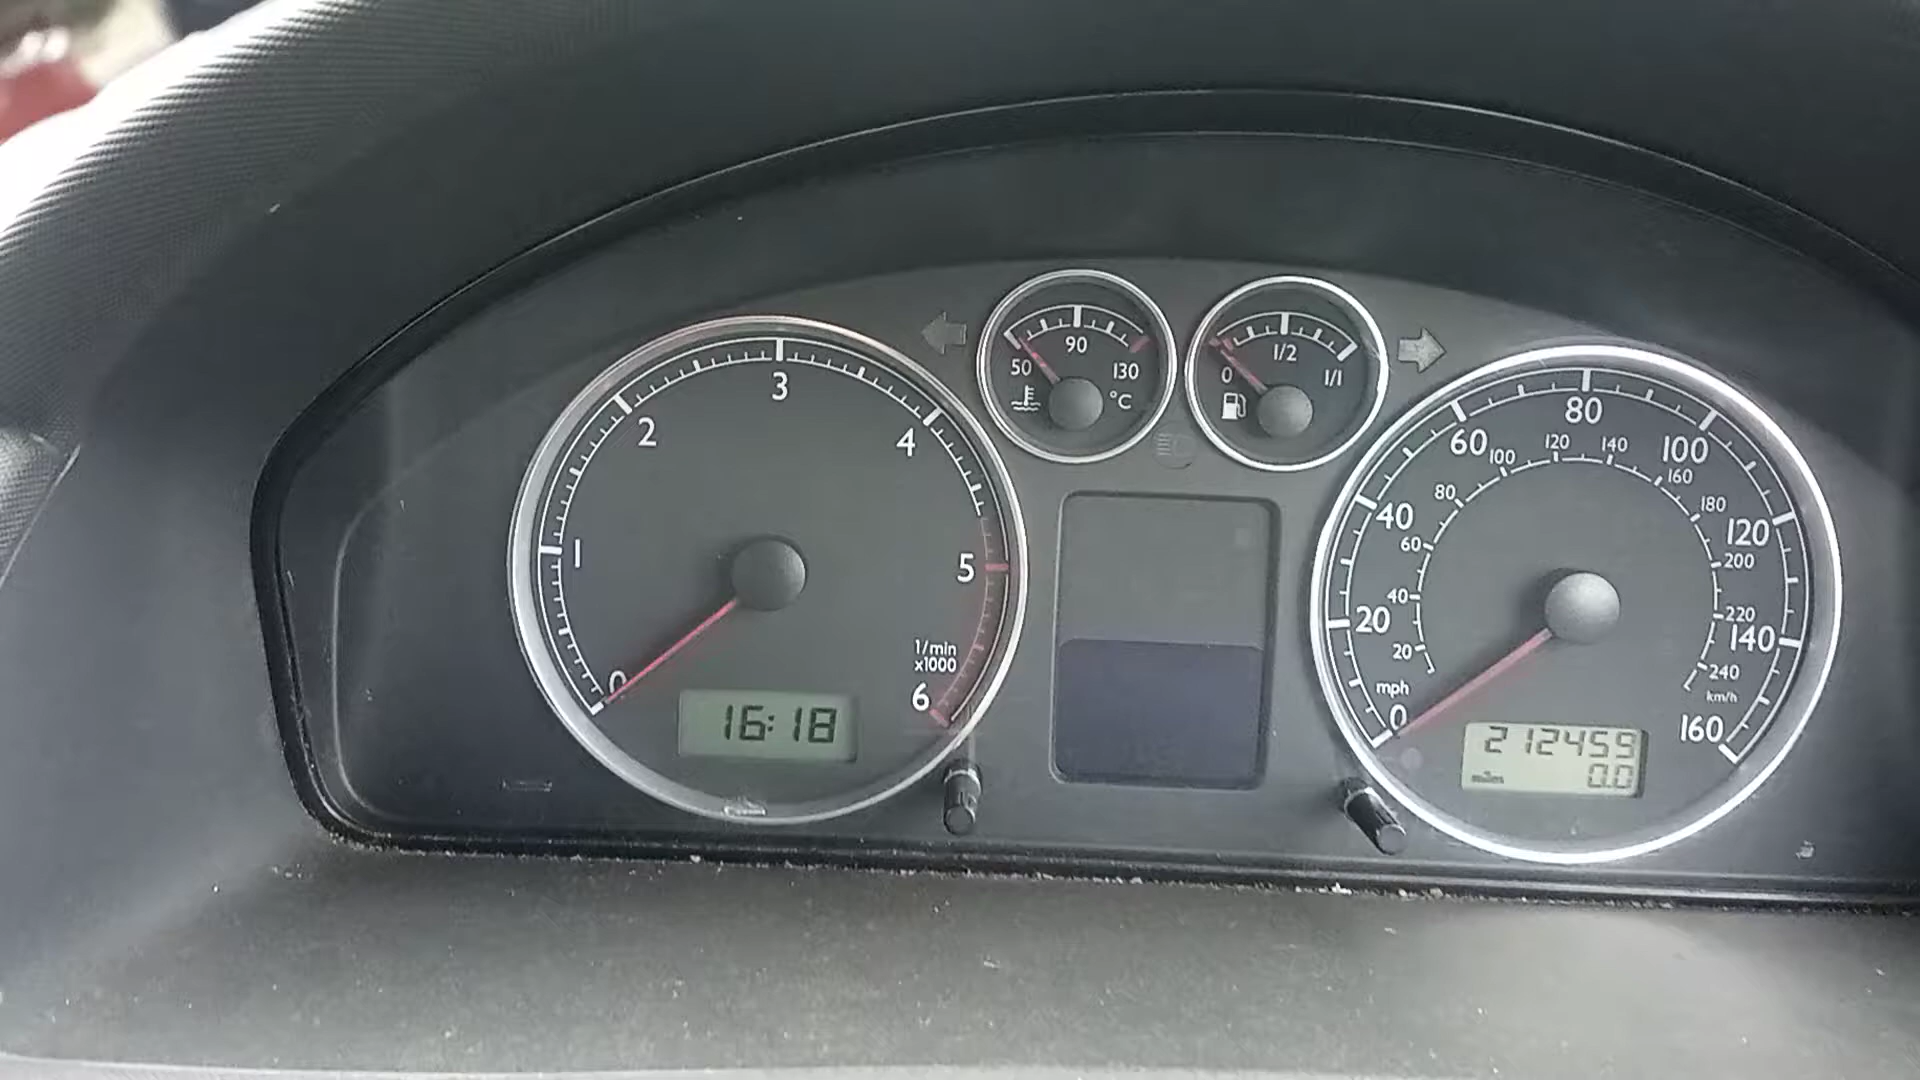 50 90 130
°C
0 1/2 1/1
0 1 2 3 4 5 6
1/min
x1000
16:18
0 20 40 60 80 100 120 140 160
mph
20 40 60 80 100 120 140 160 180 200 220 240
km/h
212459
miles 0.0